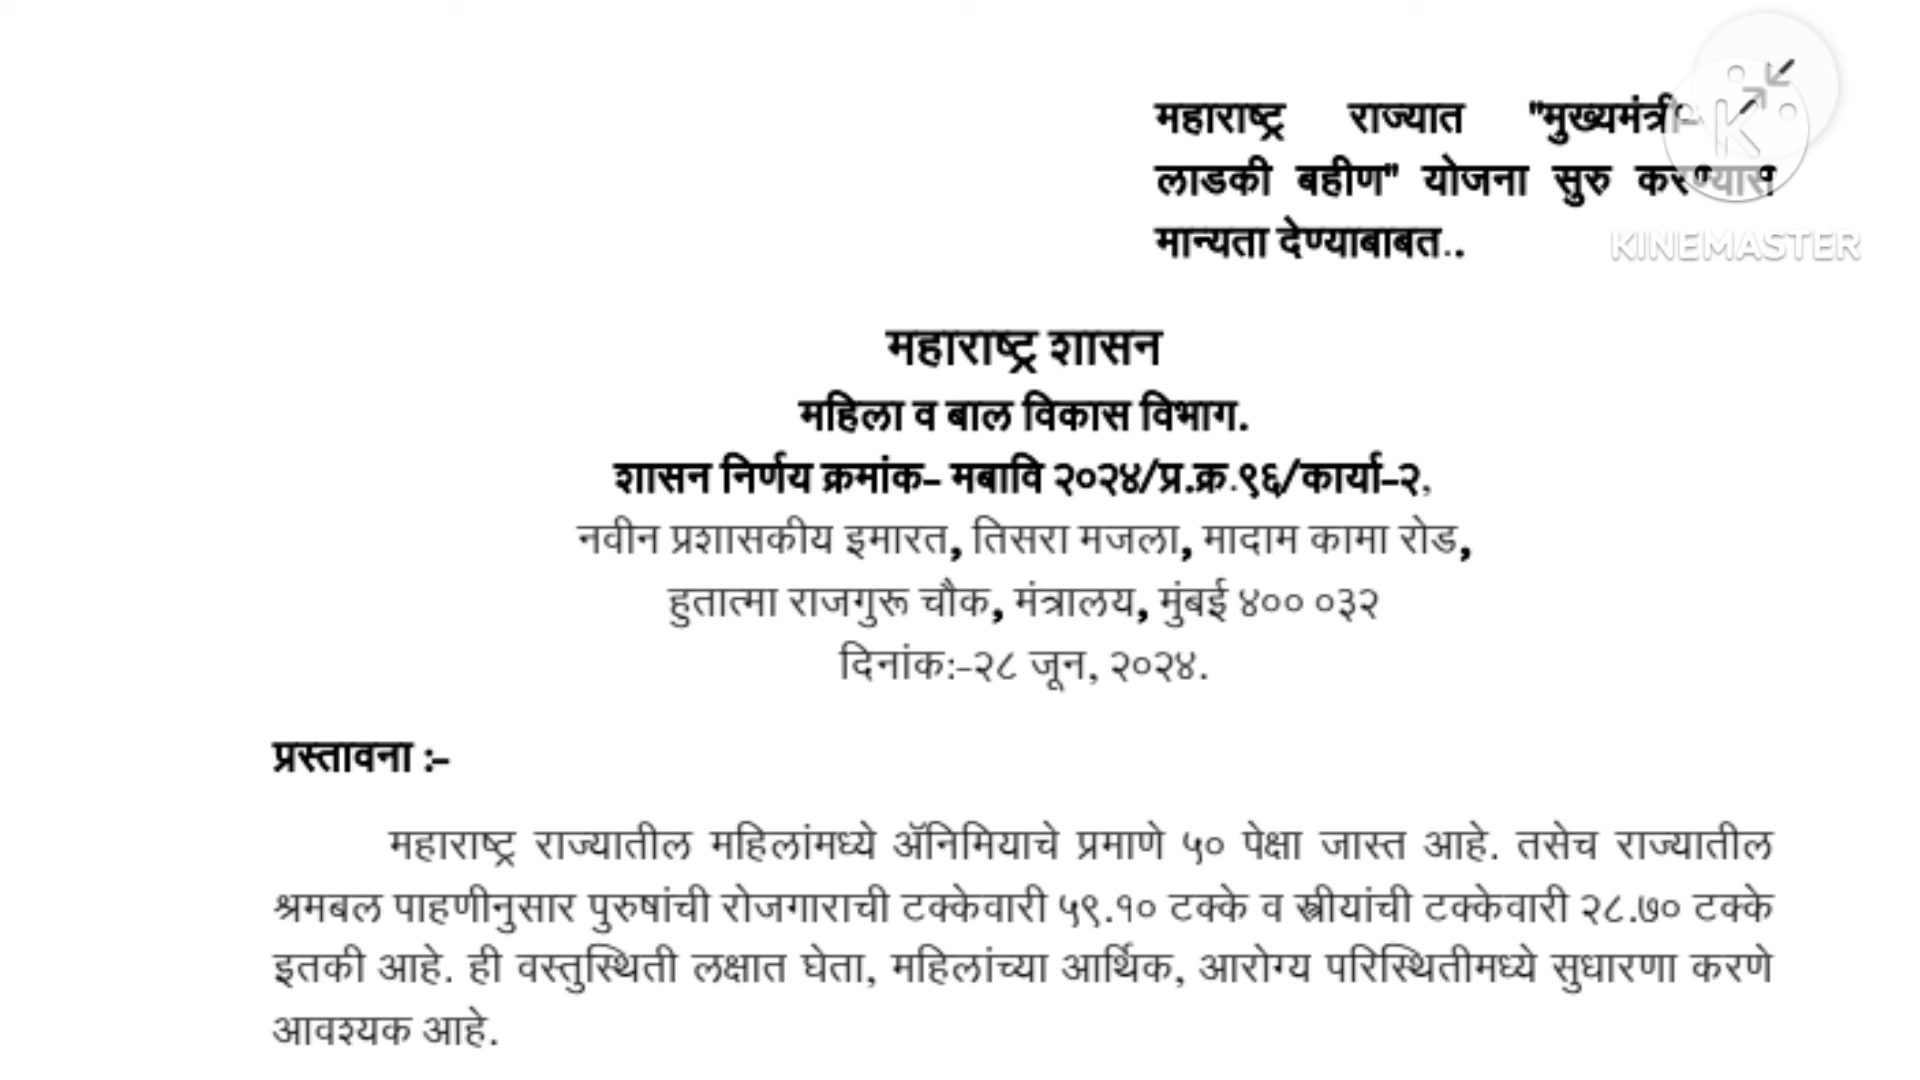 महाराष्ट्र राज्यात "मुख्यमंत्री-
लाडकी बहीण" योजना सुरु करण्यास
मान्यता देण्याबाबत..
KINEMASTER
महाराष्ट्र शासन
महिला व बाल विकास विभाग.
शासन निर्णय क्रमांक- मबावि २०२४/प्र.क्र.९६/कार्या-२,
नवीन प्रशासकीय इमारत, तिसरा मजला, मादाम कामा रोड,
हुतात्मा राजगुरू चौक, मंत्रालय, मुंबई ४०० ०३२
दिनांक:-२८ जून, २०२४.
प्रस्तावना :-
महाराष्ट्र राज्यातील महिलांमध्ये ॲनिमियाचे प्रमाणे ५० पेक्षा जास्त आहे. तसेच राज्यातील
श्रमबल पाहणीनुसार पुरुषांची रोजगाराची टक्केवारी ५९.१० टक्के व स्त्रीयांची टक्केवारी २८.७० टक्के
इतकी आहे. ही वस्तुस्थिती लक्षात घेता, महिलांच्या आर्थिक, आरोग्य परिस्थितीमध्ये सुधारणा करणे
आवश्यक आहे.